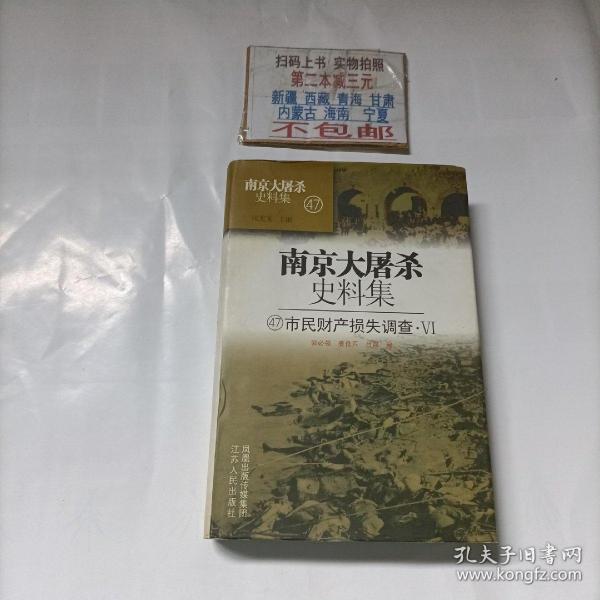 扫码上书 实物拍照
第二本减三元
新疆 西藏 青海 甘肃
内蒙古 海南 宁夏
不包邮
南京大屠杀
史料集 47
南京大屠杀
史料集
47 市民财产损失调查·VI
凤凰出版传媒集团
江苏人民出版社
孔夫子旧书网
www.kongfz.com